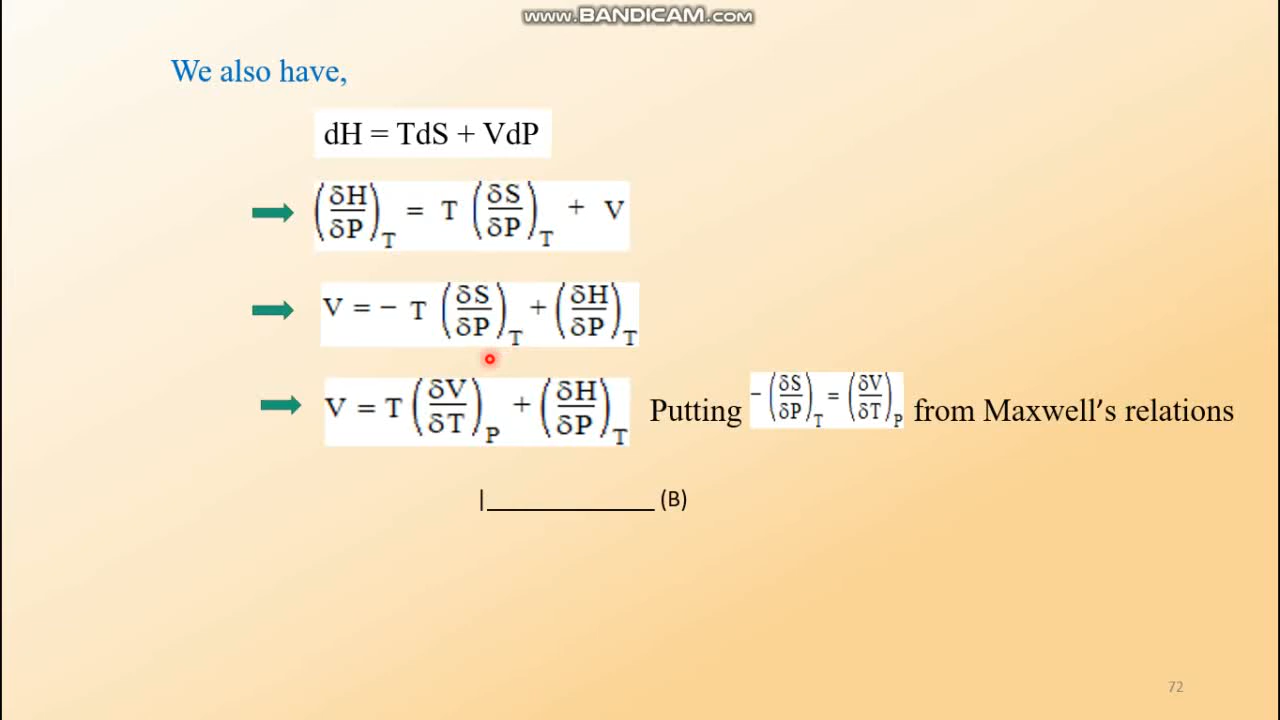 www.BANDICAM.com
We also have,
dH = TdS + VdP
(δH/δP)_T = T (δS/δP)_T + V
V = − T (δS/δP)_T + (δH/δP)_T
V = T (δV/δT)_P + (δH/δP)_T Putting −(δS/δP)_T = (δV/δT)_P from Maxwell's relations
|______________ (B)
72